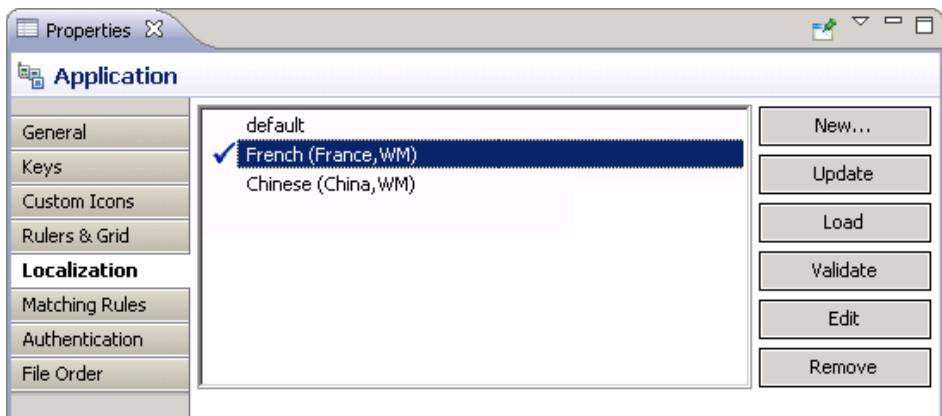 Properties
Application
General
Keys
Custom Icons
Rulers & Grid
Localization
Matching Rules
Authentication
File Order
default
French (France,WM)
Chinese (China,WM)
New...
Update
Load
Validate
Edit
Remove